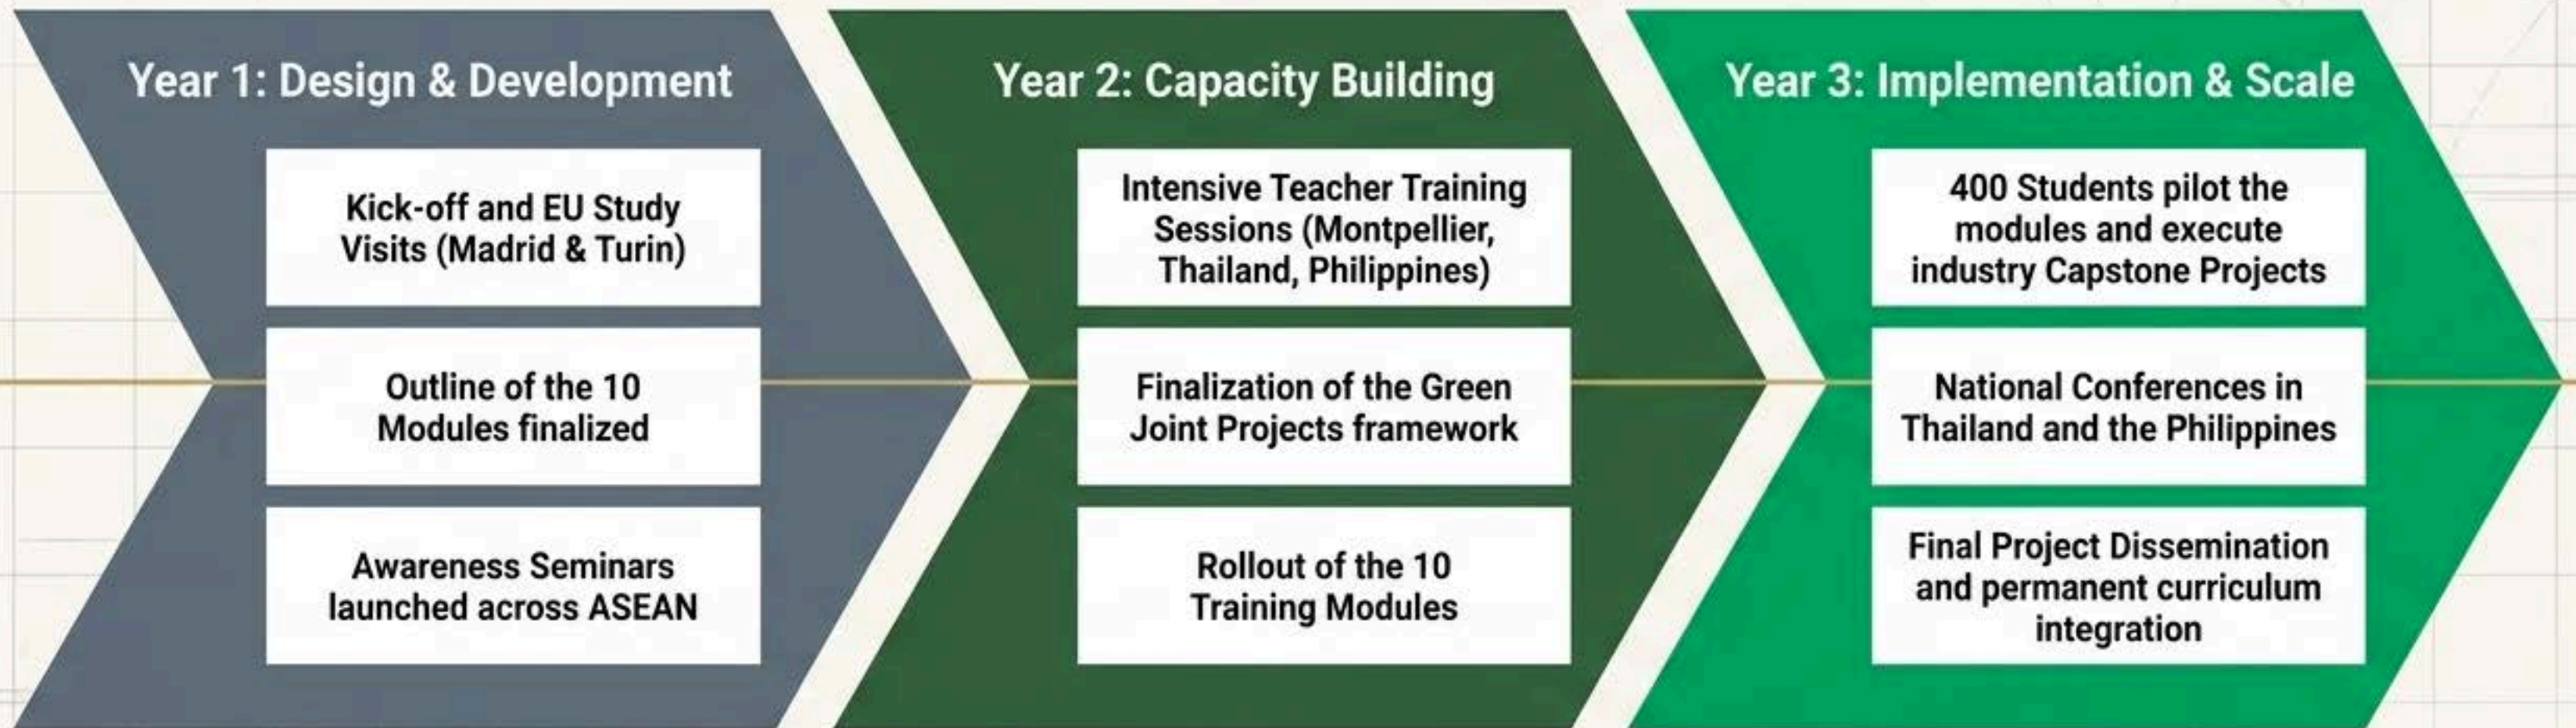 Year 1: Design & Development
Kick-off and EU Study
Visits (Madrid & Turin)
Outline of the 10
Modules finalized
Awareness Seminars
launched across ASEAN
Year 2: Capacity Building
Intensive Teacher Training
Sessions (Montpellier,
Thailand, Philippines)
Finalization of the Green
Joint Projects framework
Rollout of the 10
Training Modules
Year 3: Implementation & Scale
400 Students pilot the
modules and execute
industry Capstone Projects
National Conferences in
Thailand and the Philippines
Final Project Dissemination
and permanent curriculum
integration